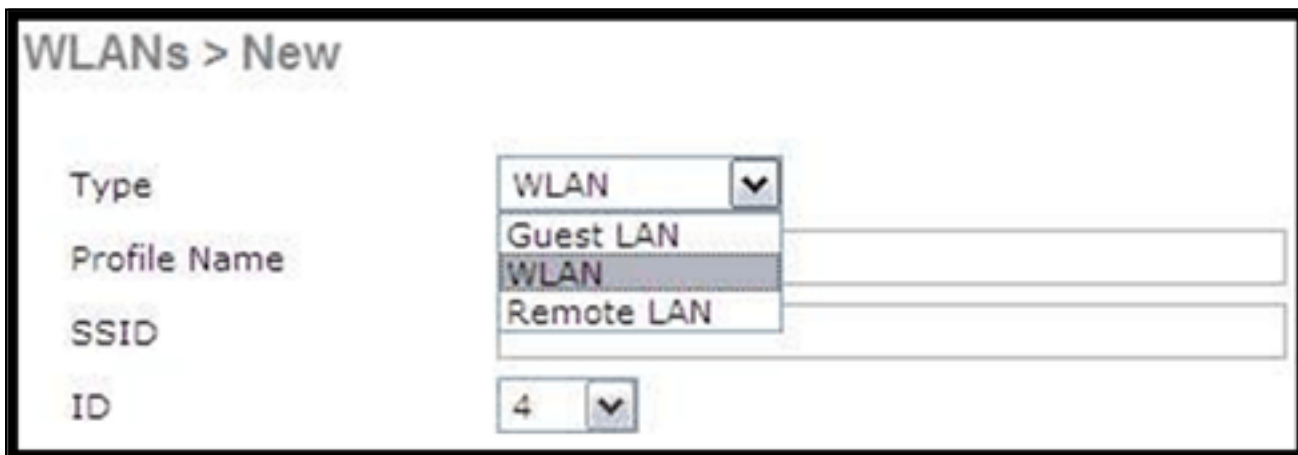 WLANs > New
Type WLAN
Guest LAN
Profile Name
WLAN
Remote LAN
SSID
ID 4